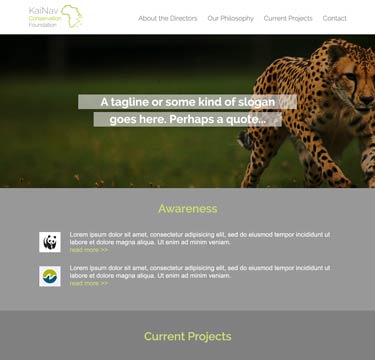 KaiNav
Conservation
Foundation
About the Directors Our Philosophy Current Projects Contact
A tagline or some kind of slogan
goes here. Perhaps a quote...
Awareness
Lorem ipsum dolor sit amet, consectetur adipisicing elit, sed do eiusmod tempor incididunt ut
labore et dolore magna aliqua. Ut enim ad minim veniam.
read more >>
Lorem ipsum dolor sit amet, consectetur adipisicing elit, sed do eiusmod tempor incididunt ut
labore et dolore magna aliqua. Ut enim ad minim veniam.
read more >>
Current Projects